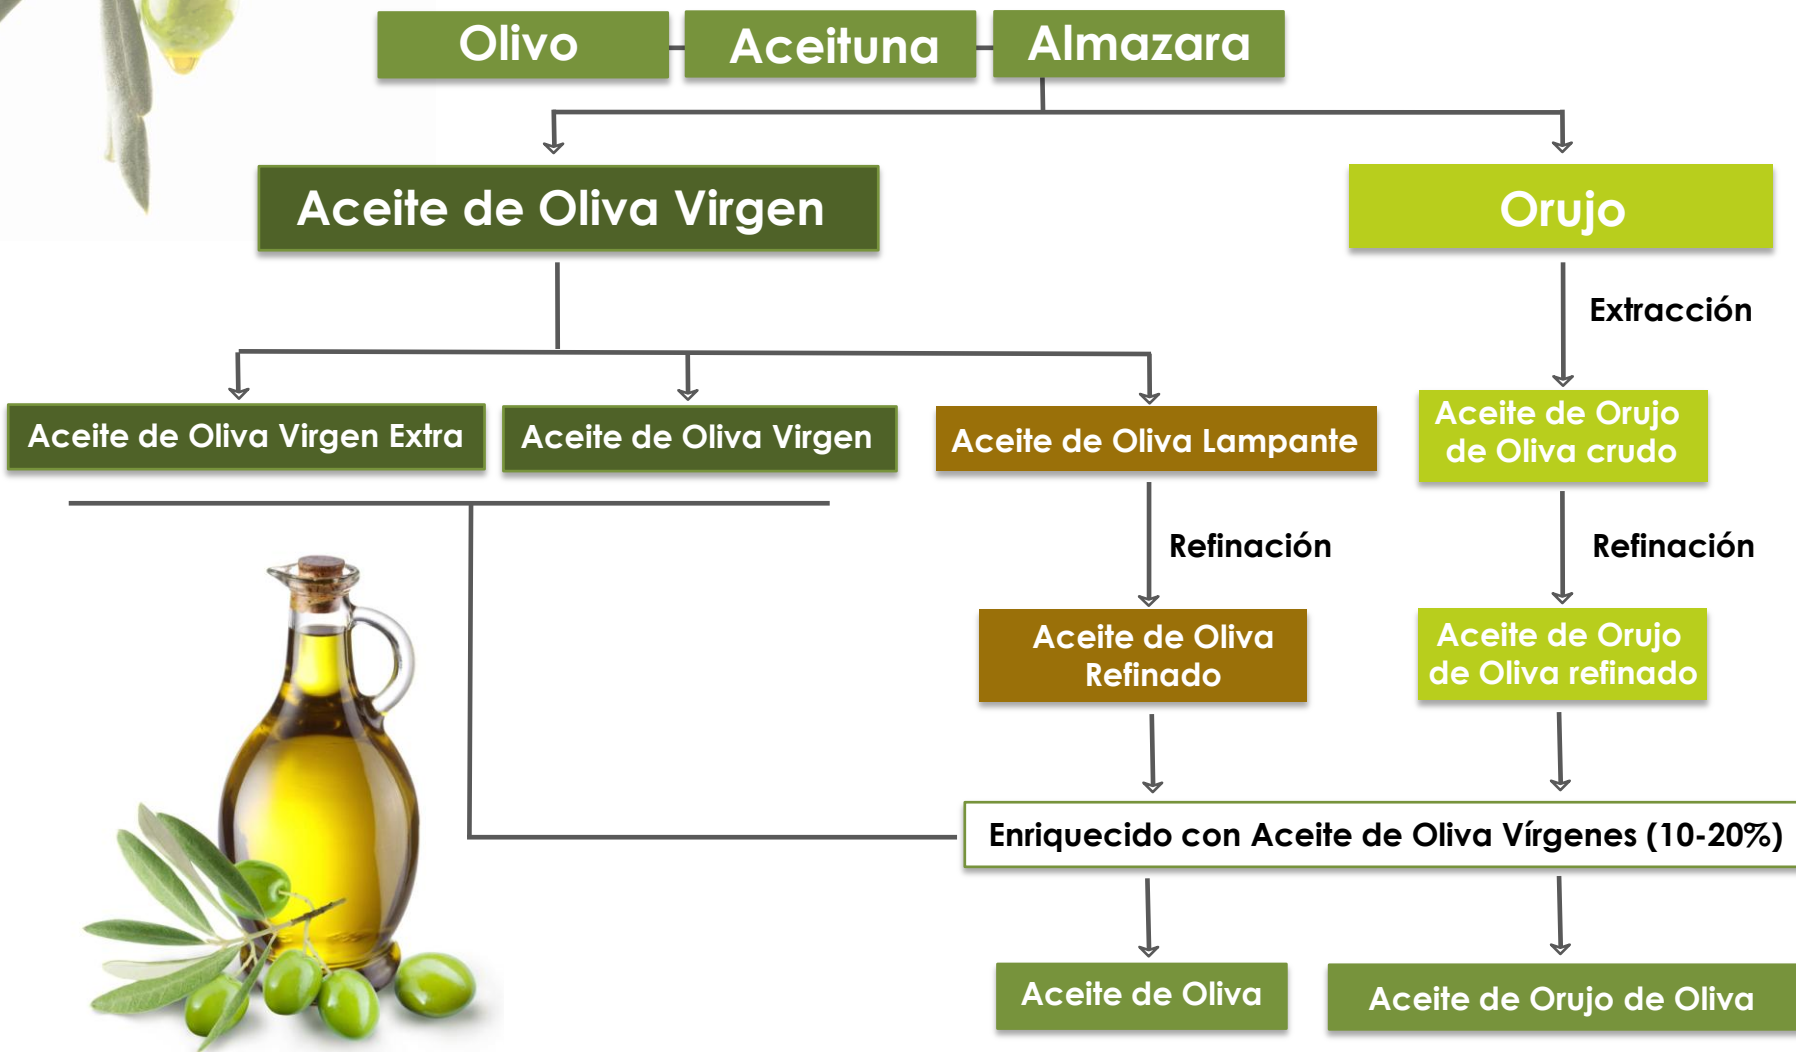 Olivo
Aceituna
Almazara
Aceite de Oliva Virgen
Orujo
Extracción
Aceite de Oliva Virgen Extra
Aceite de Oliva Virgen
Aceite de Oliva Lampante
Aceite de Orujo
de Oliva crudo
Refinación
Refinación
Aceite de Oliva
Refinado
Aceite de Orujo
de Oliva refinado
Enriquecido con Aceite de Oliva Vírgenes (10-20%)
Aceite de Oliva
Aceite de Orujo de Oliva